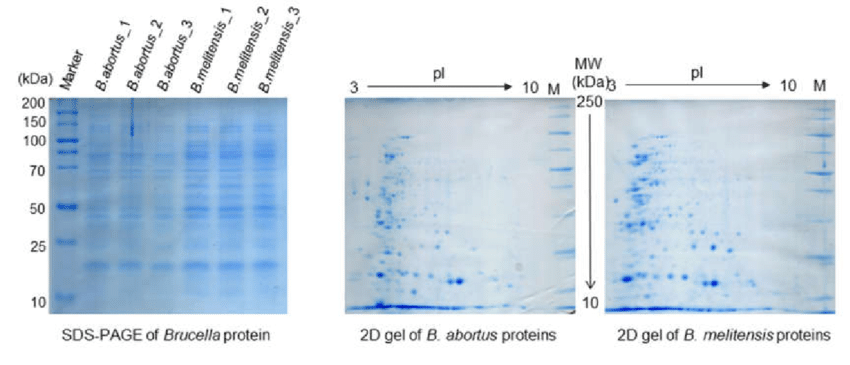 (kDa)
Marker
B.abortus_1
B.abortus_2
B.abortus_3
B.melitensis_1
B.melitensis_2
B.melitensis_3
200
150
100
70
50
25
10
SDS-PAGE of Brucella protein
3 pI 10 M
MW
(kDa)
250
10
3 pI 10 M
2D gel of B. abortus proteins
2D gel of B. melitensis proteins